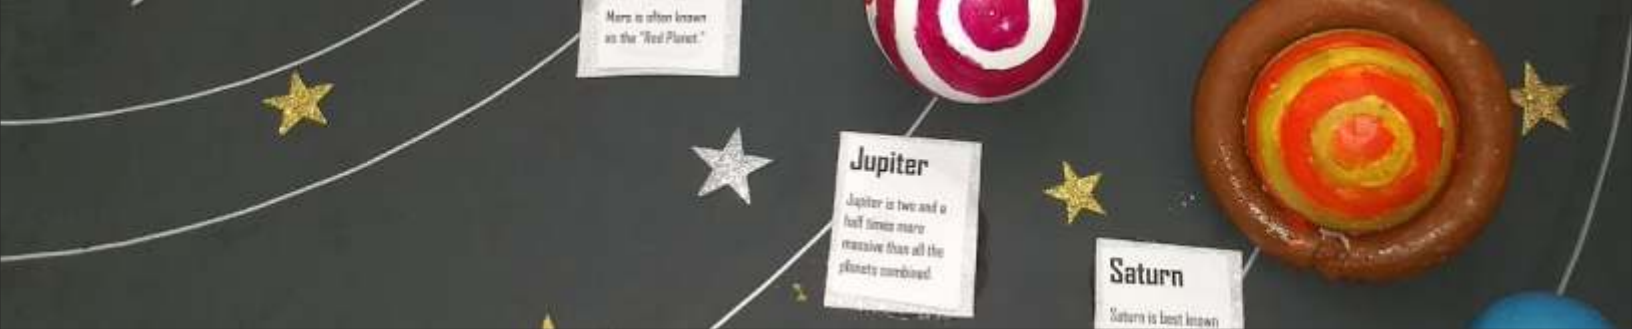 Mars is often known
as the "Red Planet."
Jupiter
Jupiter is two and a
half times more
massive than all the
planets combined.
Saturn
Saturn is best known